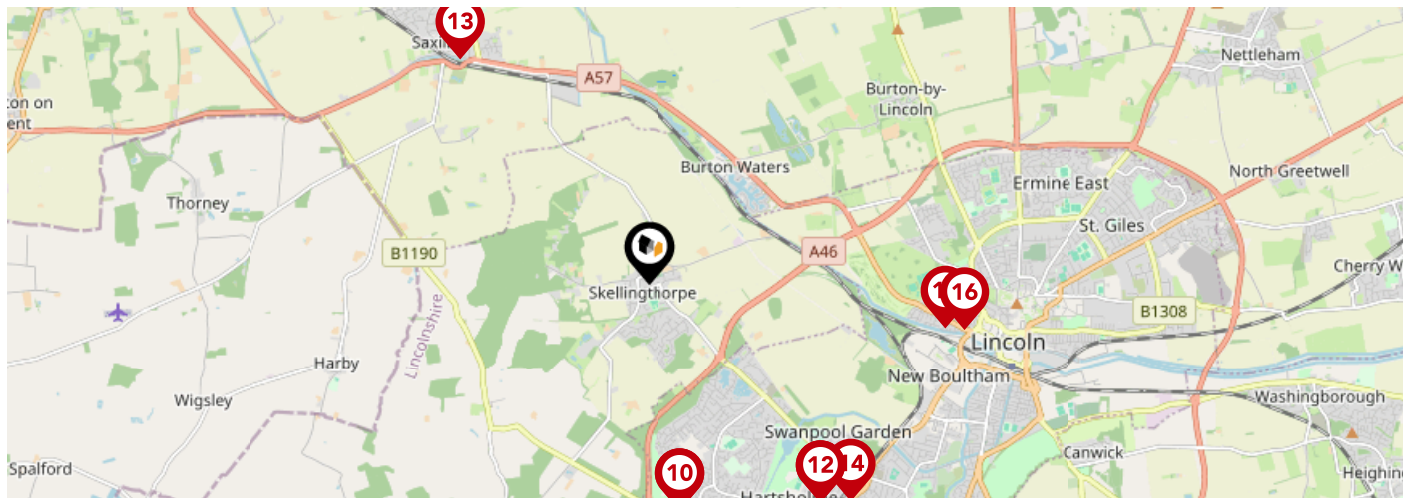 13
Saxil
A57
Nettleham
Burton-by-
Lincoln
ton on
ent
Burton Waters
North Greetwell
Ermine East
Thorney
St. Giles
B1190
A46
Cherry W
Skellingthorpe
16
B1308
Lincolnshire
Lincoln
Harby
New Boultham
Wigsley
Washingborough
Swanpool Garden
Canwick
10
12
14
Spalford
Heighin